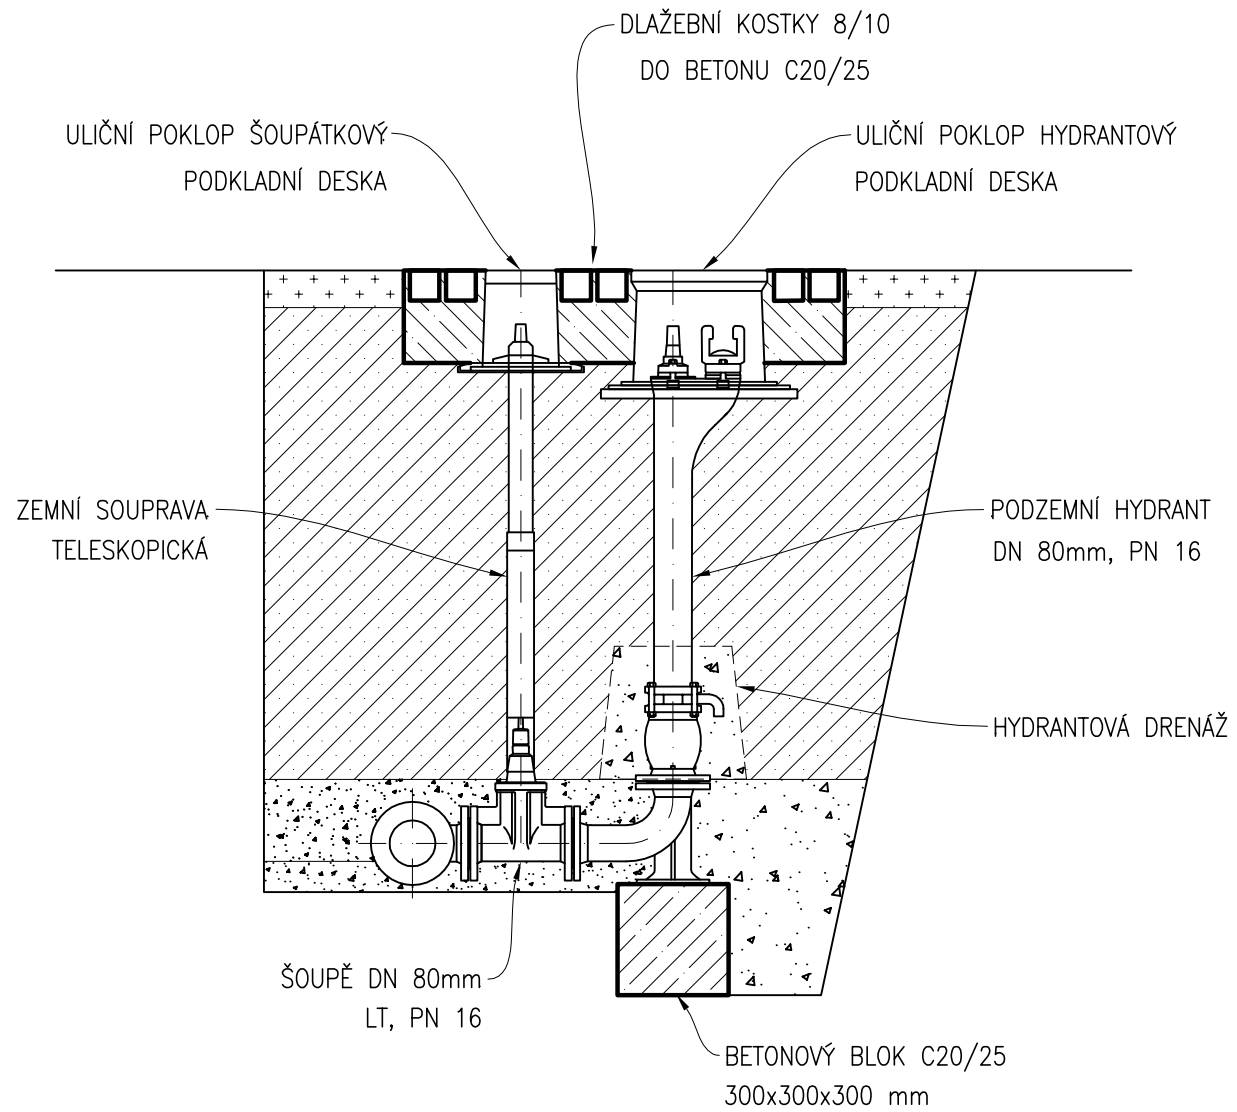 DLAŽEBNÍ KOSTKY 8/10
DO BETONU C20/25
ULIČNÍ POKLOP ŠOUPÁTKOVÝ
PODKLADNÍ DESKA
ULIČNÍ POKLOP HYDRANTOVÝ
PODKLADNÍ DESKA
ZEMNÍ SOUPRAVA
TELESKOPICKÁ
PODZEMNÍ HYDRANT
DN 80mm, PN 16
HYDRANTOVÁ DRENÁŽ
ŠOUPĚ DN 80mm
LT, PN 16
BETONOVÝ BLOK C20/25
300x300x300 mm